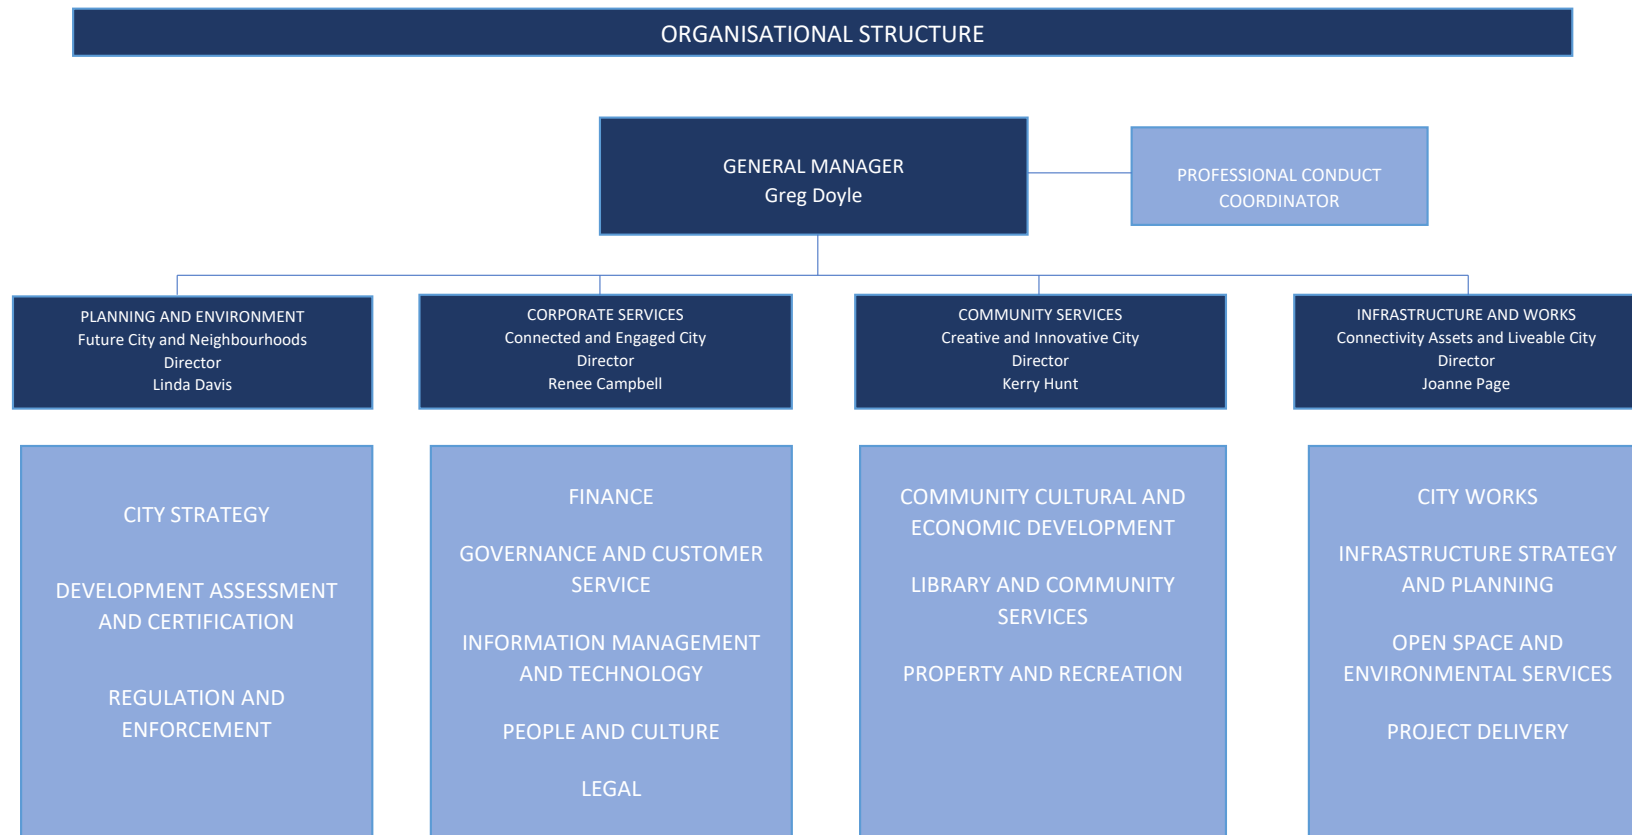 ORGANISATIONAL STRUCTURE
GENERAL MANAGER
Greg Doyle
PROFESSIONAL CONDUCT
COORDINATOR
PLANNING AND ENVIRONMENT
Future City and Neighbourhoods
Director
Linda Davis
CORPORATE SERVICES
Connected and Engaged City
Director
Renee Campbell
COMMUNITY SERVICES
Creative and Innovative City
Director
Kerry Hunt
INFRASTRUCTURE AND WORKS
Connectivity Assets and Liveable City
Director
Joanne Page
CITY STRATEGY
DEVELOPMENT ASSESSMENT
AND CERTIFICATION
REGULATION AND
ENFORCEMENT
FINANCE
GOVERNANCE AND CUSTOMER
SERVICE
INFORMATION MANAGEMENT
AND TECHNOLOGY
PEOPLE AND CULTURE
LEGAL
COMMUNITY CULTURAL AND
ECONOMIC DEVELOPMENT
LIBRARY AND COMMUNITY
SERVICES
PROPERTY AND RECREATION
CITY WORKS
INFRASTRUCTURE STRATEGY
AND PLANNING
OPEN SPACE AND
ENVIRONMENTAL SERVICES
PROJECT DELIVERY